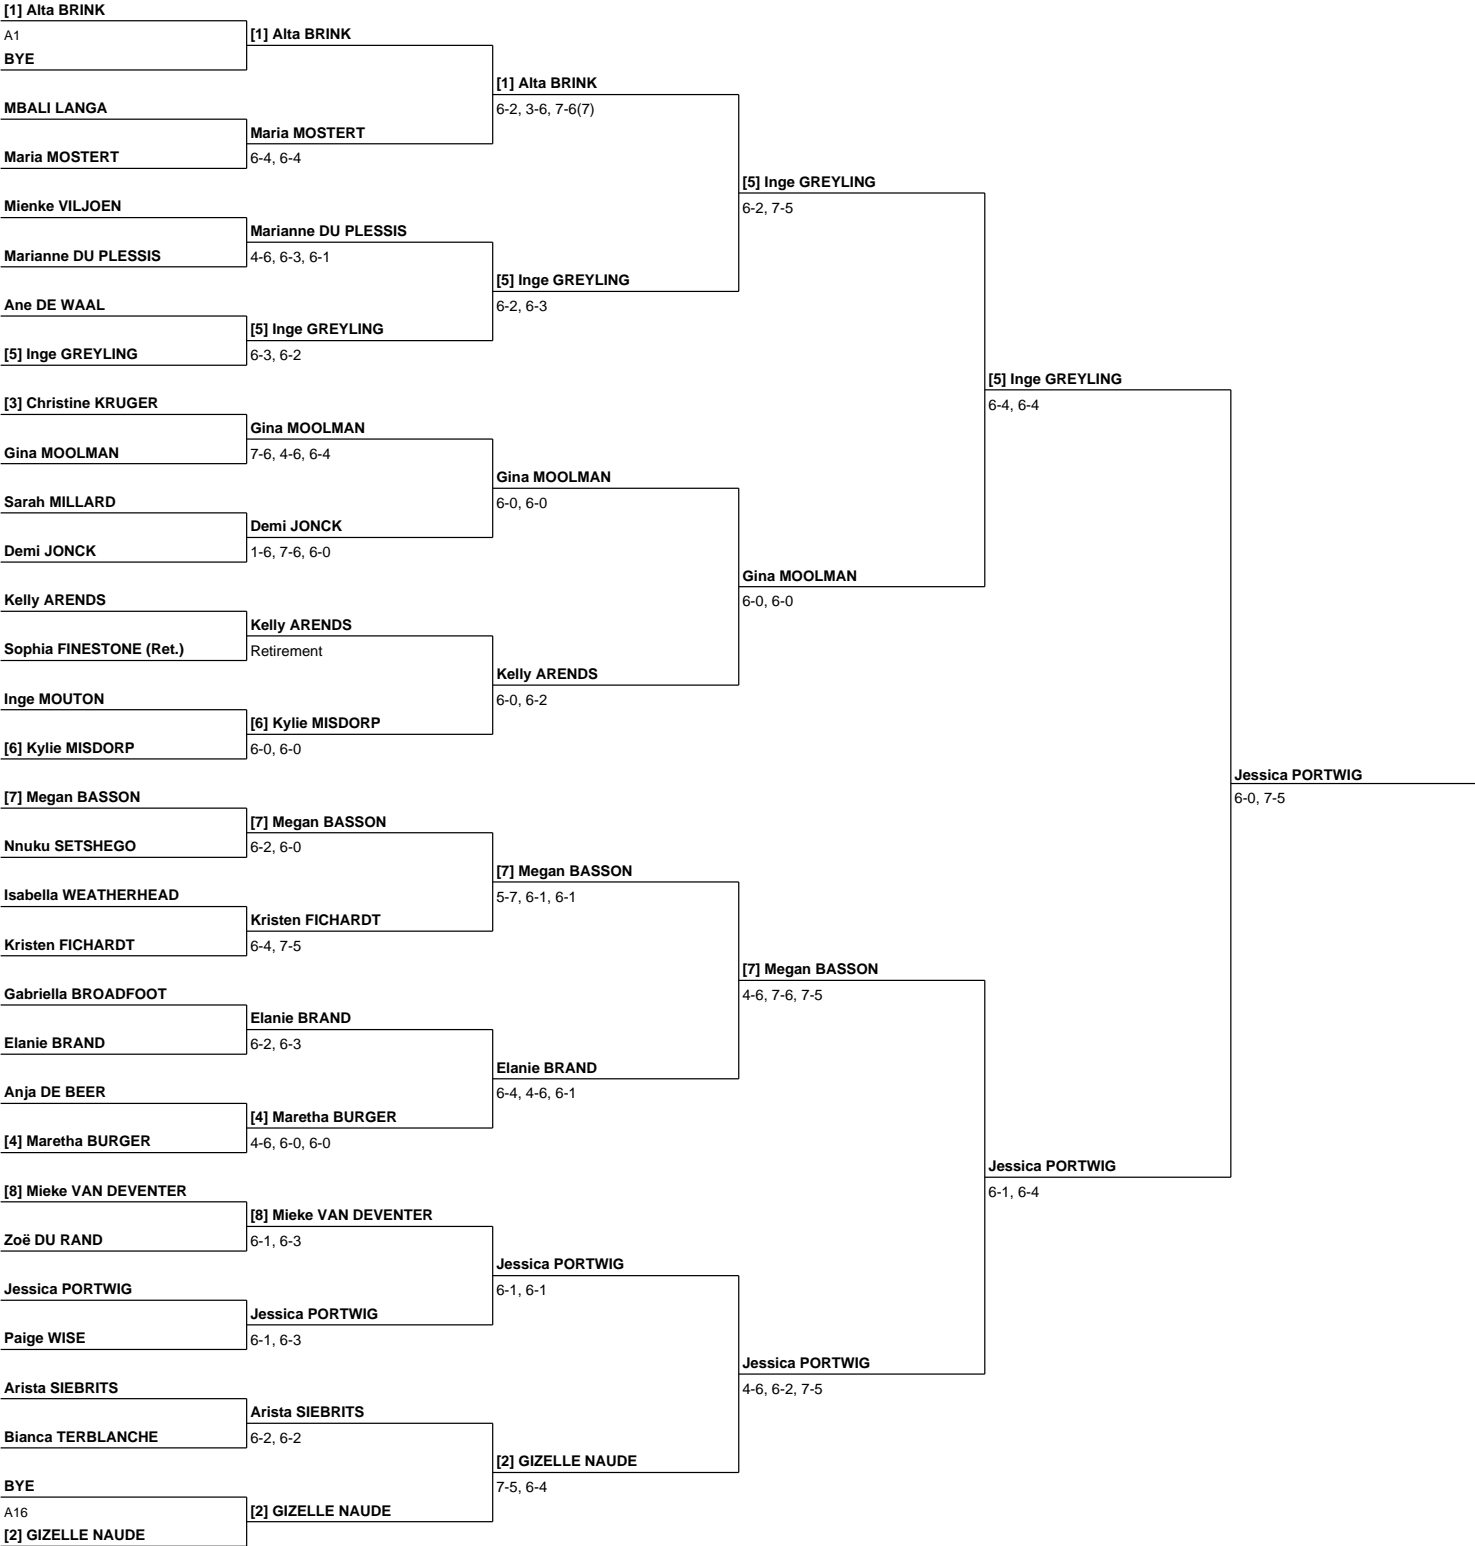 [1] Alta BRINK
A1
BYE
MBALI LANGA
Maria MOSTERT
Mienke VILJOEN
Marianne DU PLESSIS
Ane DE WAAL
[5] Inge GREYLING
[3] Christine KRUGER
Gina MOOLMAN
Sarah MILLARD
Demi JONCK
Kelly ARENDS
Sophia FINESTONE (Ret.)
Inge MOUTON
[6] Kylie MISDORP
[7] Megan BASSON
Nnuku SETSHEGO
Isabella WEATHERHEAD
Kristen FICHARDT
Gabriella BROADFOOT
Elanie BRAND
Anja DE BEER
[4] Maretha BURGER
[8] Mieke VAN DEVENTER
Zoë DU RAND
Jessica PORTWIG
Paige WISE
Arista SIEBRITS
Bianca TERBLANCHE
BYE
A16
[2] GIZELLE NAUDE
[1] Alta BRINK
Maria MOSTERT
6-4, 6-4
Marianne DU PLESSIS
4-6, 6-3, 6-1
[5] Inge GREYLING
6-3, 6-2
Gina MOOLMAN
7-6, 4-6, 6-4
Demi JONCK
1-6, 7-6, 6-0
Kelly ARENDS
Retirement
[6] Kylie MISDORP
6-0, 6-0
[7] Megan BASSON
6-2, 6-0
Kristen FICHARDT
6-4, 7-5
Elanie BRAND
6-2, 6-3
[4] Maretha BURGER
4-6, 6-0, 6-0
[8] Mieke VAN DEVENTER
6-1, 6-3
Jessica PORTWIG
6-1, 6-3
Arista SIEBRITS
6-2, 6-2
[2] GIZELLE NAUDE
[1] Alta BRINK
6-2, 3-6, 7-6(7)
[5] Inge GREYLING
6-2, 6-3
Gina MOOLMAN
6-0, 6-0
Kelly ARENDS
6-0, 6-2
[7] Megan BASSON
5-7, 6-1, 6-1
Elanie BRAND
6-4, 4-6, 6-1
Jessica PORTWIG
6-1, 6-1
[2] GIZELLE NAUDE
7-5, 6-4
[5] Inge GREYLING
6-2, 7-5
Gina MOOLMAN
6-0, 6-0
[7] Megan BASSON
4-6, 7-6, 7-5
Jessica PORTWIG
4-6, 6-2, 7-5
[5] Inge GREYLING
6-4, 6-4
Jessica PORTWIG
6-1, 6-4
Jessica PORTWIG
6-0, 7-5